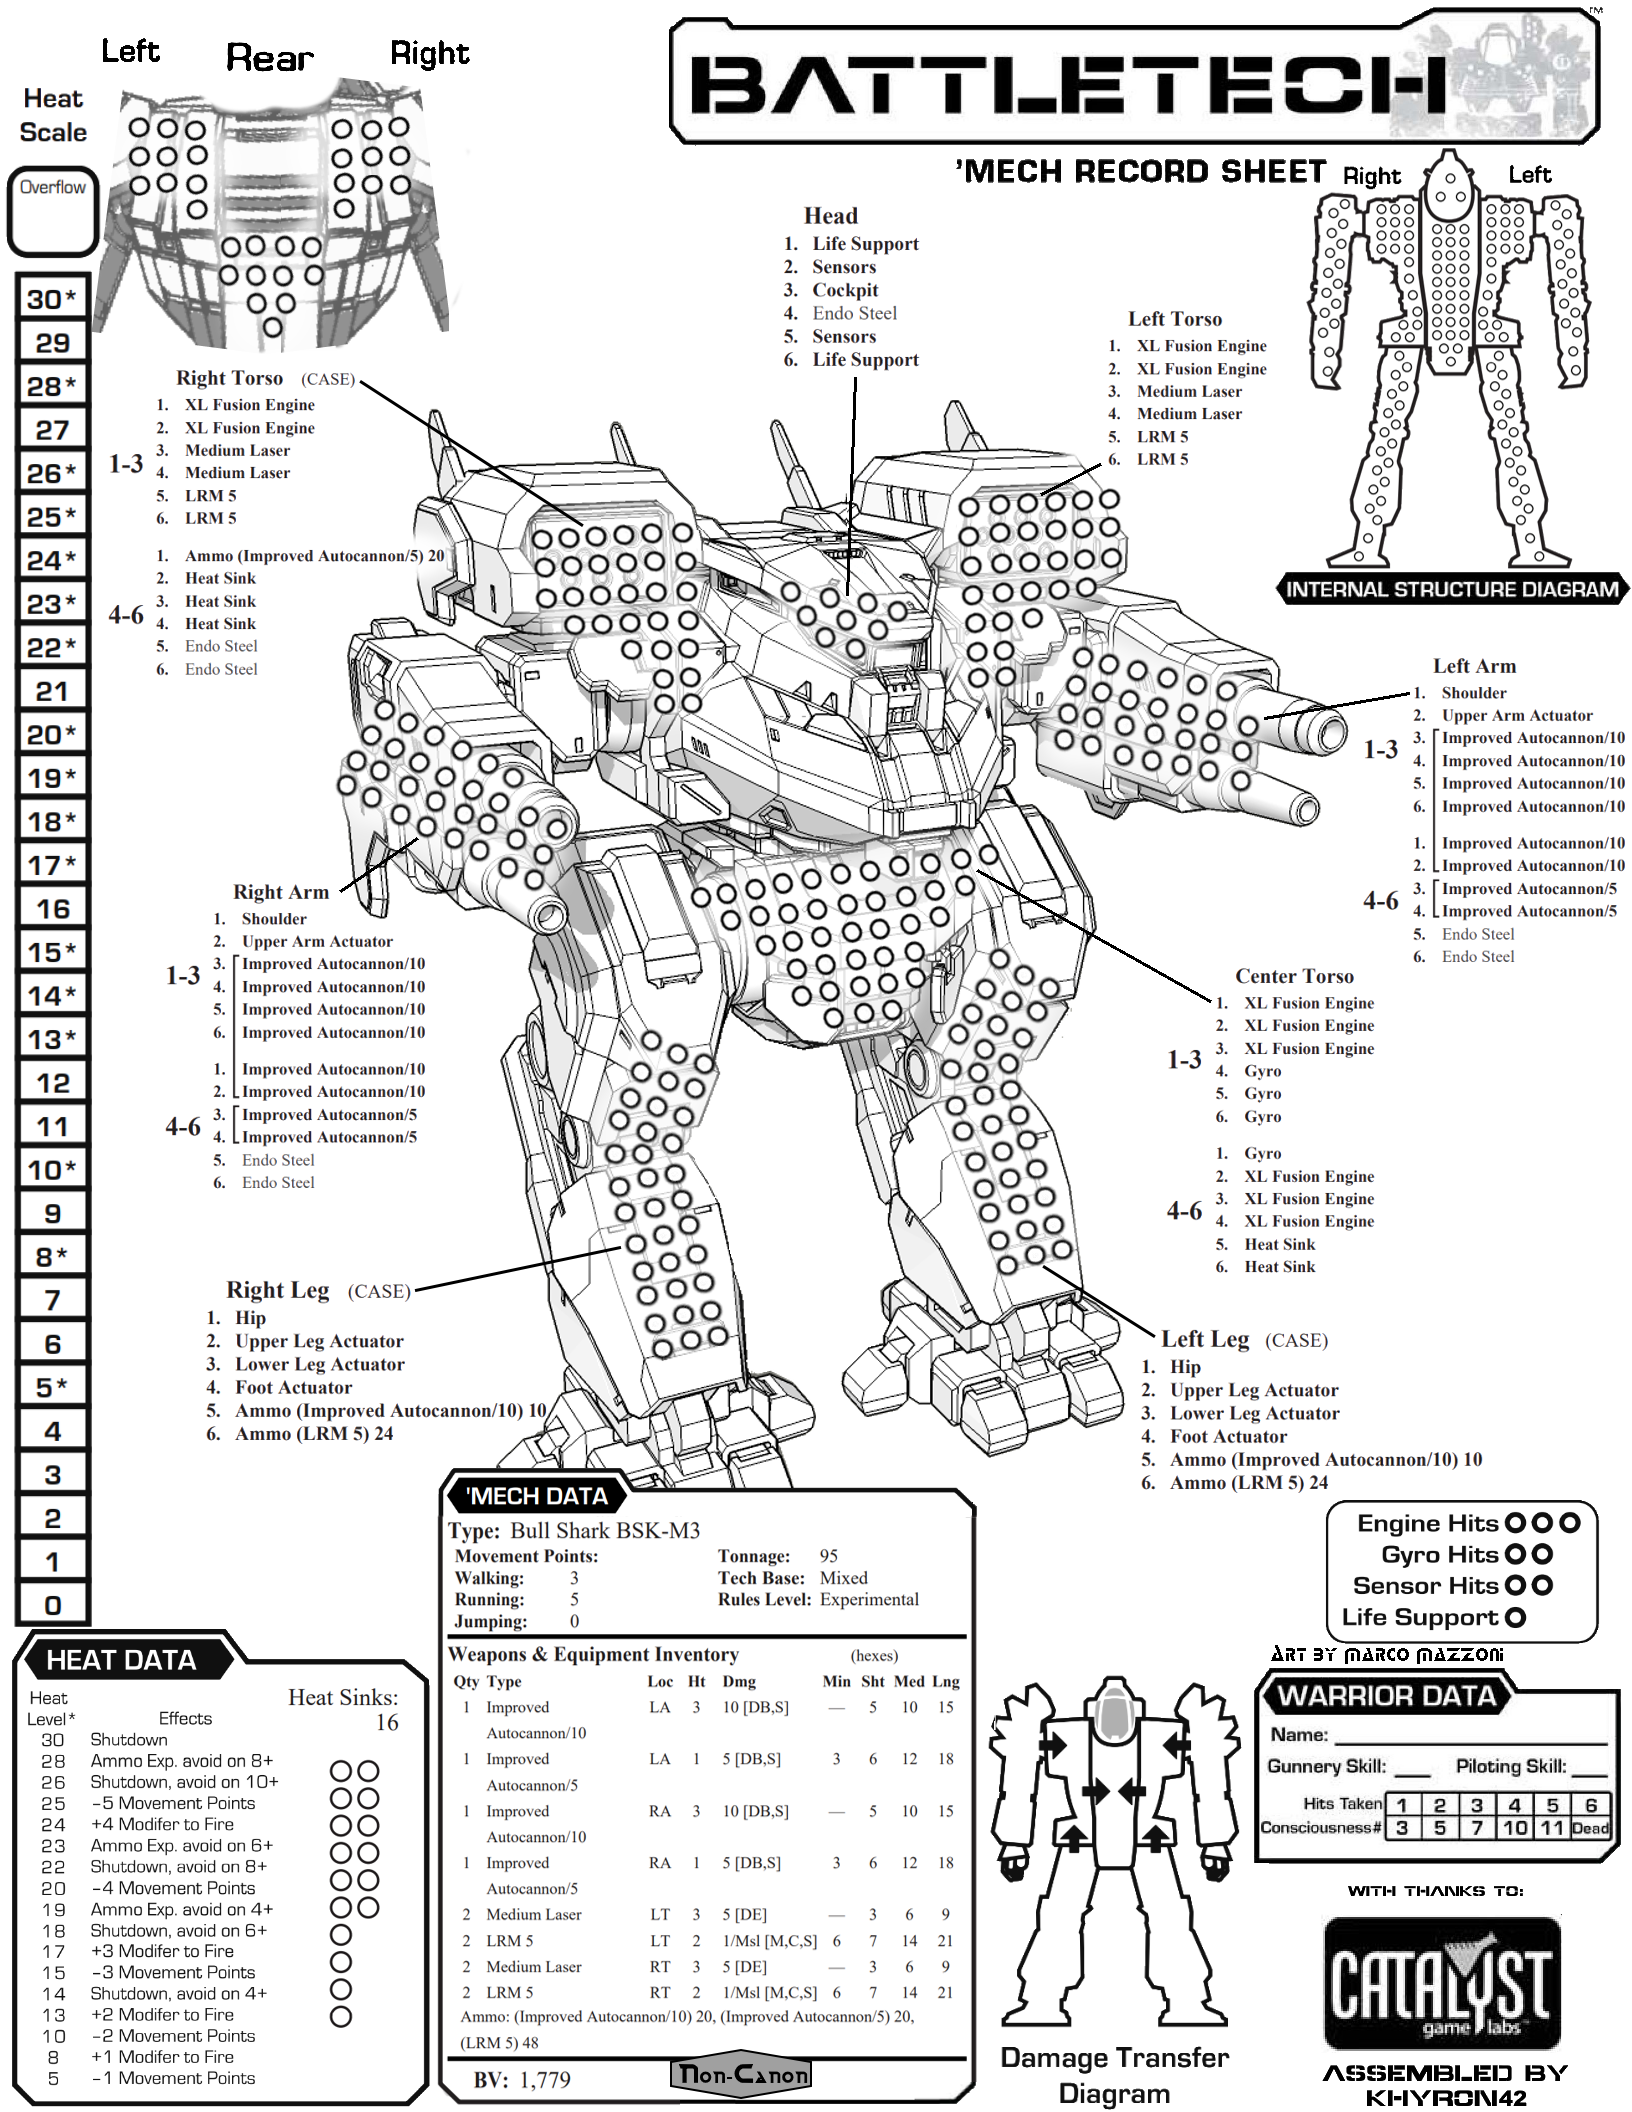 Left Rear Right
Heat
Scale
Overflow
30*
29
28*
27
26*
25*
24*
23*
22*
21
20*
19*
18*
17*
16
15*
14*
13*
12
11
10*
9
8*
7
6
5*
4
3
2
1
0
BATTLETECH
TM
'MECH RECORD SHEET
Right Left
INTERNAL STRUCTURE DIAGRAM
Head
1. Life Support
2. Sensors
3. Cockpit
4. Endo Steel
5. Sensors
6. Life Support
Left Torso
1. XL Fusion Engine
2. XL Fusion Engine
3. Medium Laser
4. Medium Laser
5. LRM 5
6. LRM 5
Right Torso (CASE)
1. XL Fusion Engine
2. XL Fusion Engine
1-3 3. Medium Laser
4. Medium Laser
5. LRM 5
6. LRM 5
1. Ammo (Improved Autocannon/5) 20
2. Heat Sink
3. Heat Sink
4-6 4. Heat Sink
5. Endo Steel
6. Endo Steel
Left Arm
1. Shoulder
2. Upper Arm Actuator
1-3 3. Improved Autocannon/10
4. Improved Autocannon/10
5. Improved Autocannon/10
6. Improved Autocannon/10
1. Improved Autocannon/10
2. Improved Autocannon/10
4-6 3. Improved Autocannon/5
4. Improved Autocannon/5
5. Endo Steel
6. Endo Steel
Right Arm
1. Shoulder
2. Upper Arm Actuator
1-3 3. Improved Autocannon/10
4. Improved Autocannon/10
5. Improved Autocannon/10
6. Improved Autocannon/10
1. Improved Autocannon/10
2. Improved Autocannon/10
4-6 3. Improved Autocannon/5
4. Improved Autocannon/5
5. Endo Steel
6. Endo Steel
Center Torso
1. XL Fusion Engine
2. XL Fusion Engine
1-3 3. XL Fusion Engine
4. Gyro
5. Gyro
6. Gyro
1. Gyro
2. XL Fusion Engine
4-6 3. XL Fusion Engine
4. XL Fusion Engine
5. Heat Sink
6. Heat Sink
Right Leg (CASE)
1. Hip
2. Upper Leg Actuator
3. Lower Leg Actuator
4. Foot Actuator
5. Ammo (Improved Autocannon/10) 10
6. Ammo (LRM 5) 24
Left Leg (CASE)
1. Hip
2. Upper Leg Actuator
3. Lower Leg Actuator
4. Foot Actuator
5. Ammo (Improved Autocannon/10) 10
6. Ammo (LRM 5) 24
'MECH DATA
Type: Bull Shark BSK-M3
Movement Points: Tonnage: 95
Walking: 3 Tech Base: Mixed
Running: 5 Rules Level: Experimental
Jumping: 0
Weapons & Equipment Inventory (hexes)
Qty Type Loc Ht Dmg Min Sht Med Lng
1 Improved LA 3 10 [DB,S] — 5 10 15
Autocannon/10
1 Improved LA 1 5 [DB,S] 3 6 12 18
Autocannon/5
1 Improved RA 3 10 [DB,S] — 5 10 15
Autocannon/10
1 Improved RA 1 5 [DB,S] 3 6 12 18
Autocannon/5
2 Medium Laser LT 3 5 [DE] — 3 6 9
2 LRM 5 LT 2 1/Msl [M,C,S] 6 7 14 21
2 Medium Laser RT 3 5 [DE] — 3 6 9
2 LRM 5 RT 2 1/Msl [M,C,S] 6 7 14 21
Ammo: (Improved Autocannon/10) 20, (Improved Autocannon/5) 20,
(LRM 5) 48
BV: 1,779
Non-Canon
HEAT DATA
Heat Level* Effects Heat Sinks:
16
30 Shutdown
28 Ammo Exp. avoid on 8+
26 Shutdown, avoid on 10+
25 -5 Movement Points
24 +4 Modifer to Fire
23 Ammo Exp. avoid on 6+
22 Shutdown, avoid on 8+
20 -4 Movement Points
19 Ammo Exp. avoid on 4+
18 Shutdown, avoid on 6+
17 +3 Modifer to Fire
15 -3 Movement Points
14 Shutdown, avoid on 4+
13 +2 Modifer to Fire
10 -2 Movement Points
8 +1 Modifer to Fire
5 -1 Movement Points
Engine Hits
Gyro Hits
Sensor Hits
Life Support
ART BY MARCO MAZZONI
WARRIOR DATA
Name:
Gunnery Skill: ___ Piloting Skill: ___
Hits Taken 1 2 3 4 5 6
Consciousness# 3 5 7 10 11 Dead
Damage Transfer
Diagram
WITH THANKS TO:
CATALYST
game labs
ASSEMBLED BY
KHYRON42